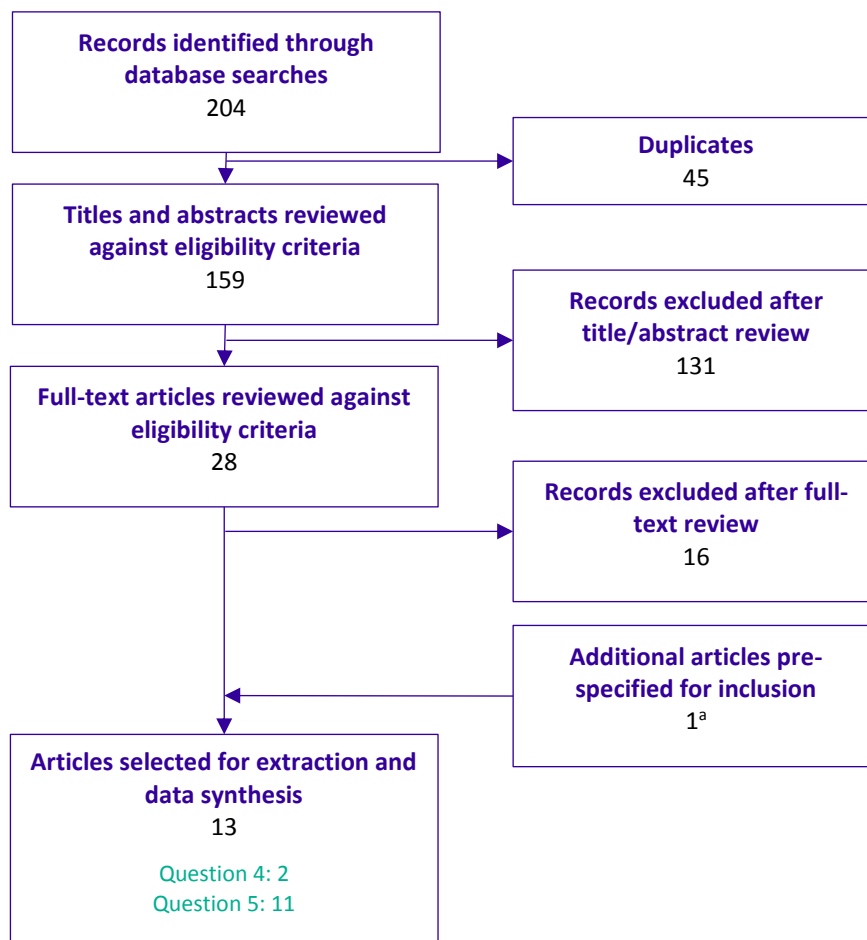 Records identified through
database searches
204
Duplicates
45
Titles and abstracts reviewed
against eligibility criteria
159
Records excluded after
title/abstract review
131
Full-text articles reviewed against
eligibility criteria
28
Records excluded after full-
text review
16
Additional articles pre-
specified for inclusion
1ᵃ
Articles selected for extraction and
data synthesis
13
Question 4: 2
Question 5: 11